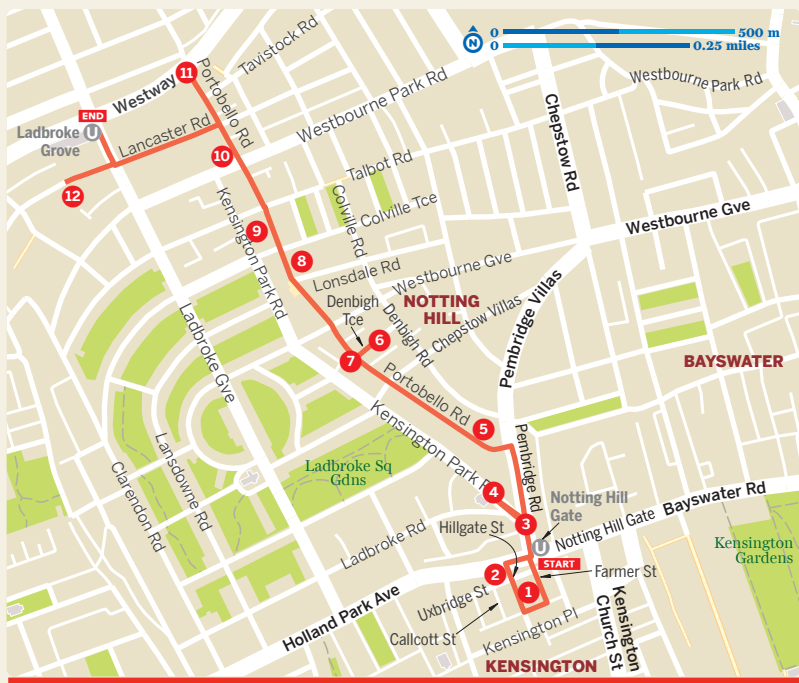 0
500 m
N
0
0.25 miles
11
Portobello Rd
Tavistock Rd
Westway
END
U
Ladbroke
Grove
Lancaster Rd
Westbourne Park Rd
Westbourne Park Rd
Chepstow Rd
12
10
Talbot Rd
Colville Rd
Colville Tce
Kensington Park Rd
9
8
Westbourne Gve
Lonsdale Rd
Westbourne Gve
Denbigh
Tce
NOTTING
HILL
6
7
Denbigh Rd
Chepstow Villas
Pembridge Villas
Ladbroke Gve
BAYSWATER
Portobello Rd
5
Kensington Park R
Pembridge Rd
Lansdowne Rd
Clarendon Rd
Ladbroke Sq
Gdns
4
3
Notting Hill
Gate
Bayswater Rd
Hillgate St
U
Notting Hill Gate
START
Ladbroke Rd
2
1
Farmer St
Kensington
Gardens
Holland Park Ave
Uxbridge St
Callcott St
Kensington Pl
Kensington
Church St
KENSINGTON